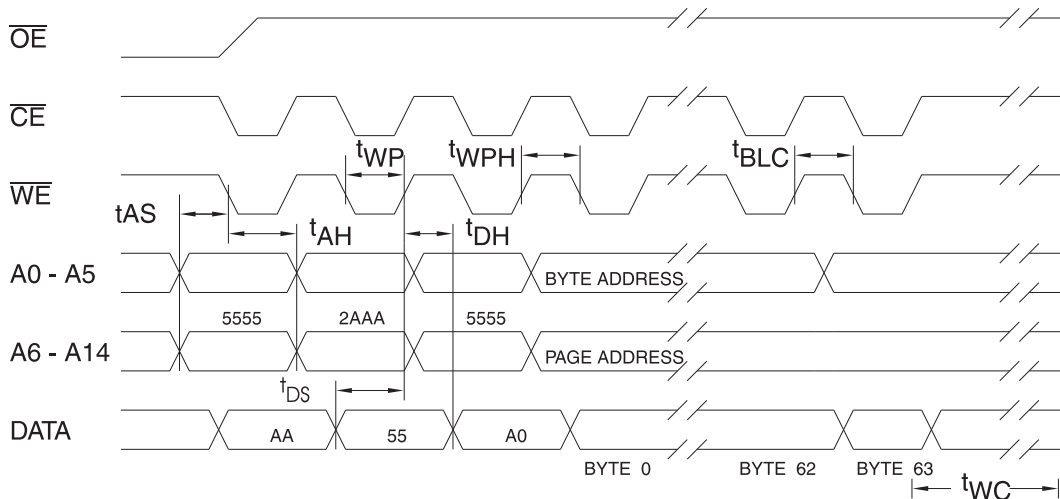 OE
CE
tWP
tWPH
tBLC
WE
tAS
tAH
tDH
A0 - A5
BYTE ADDRESS
5555
2AAA
5555
A6 - A14
PAGE ADDRESS
tDS
DATA
AA
55
A0
BYTE 0
BYTE 62
BYTE 63
tWC